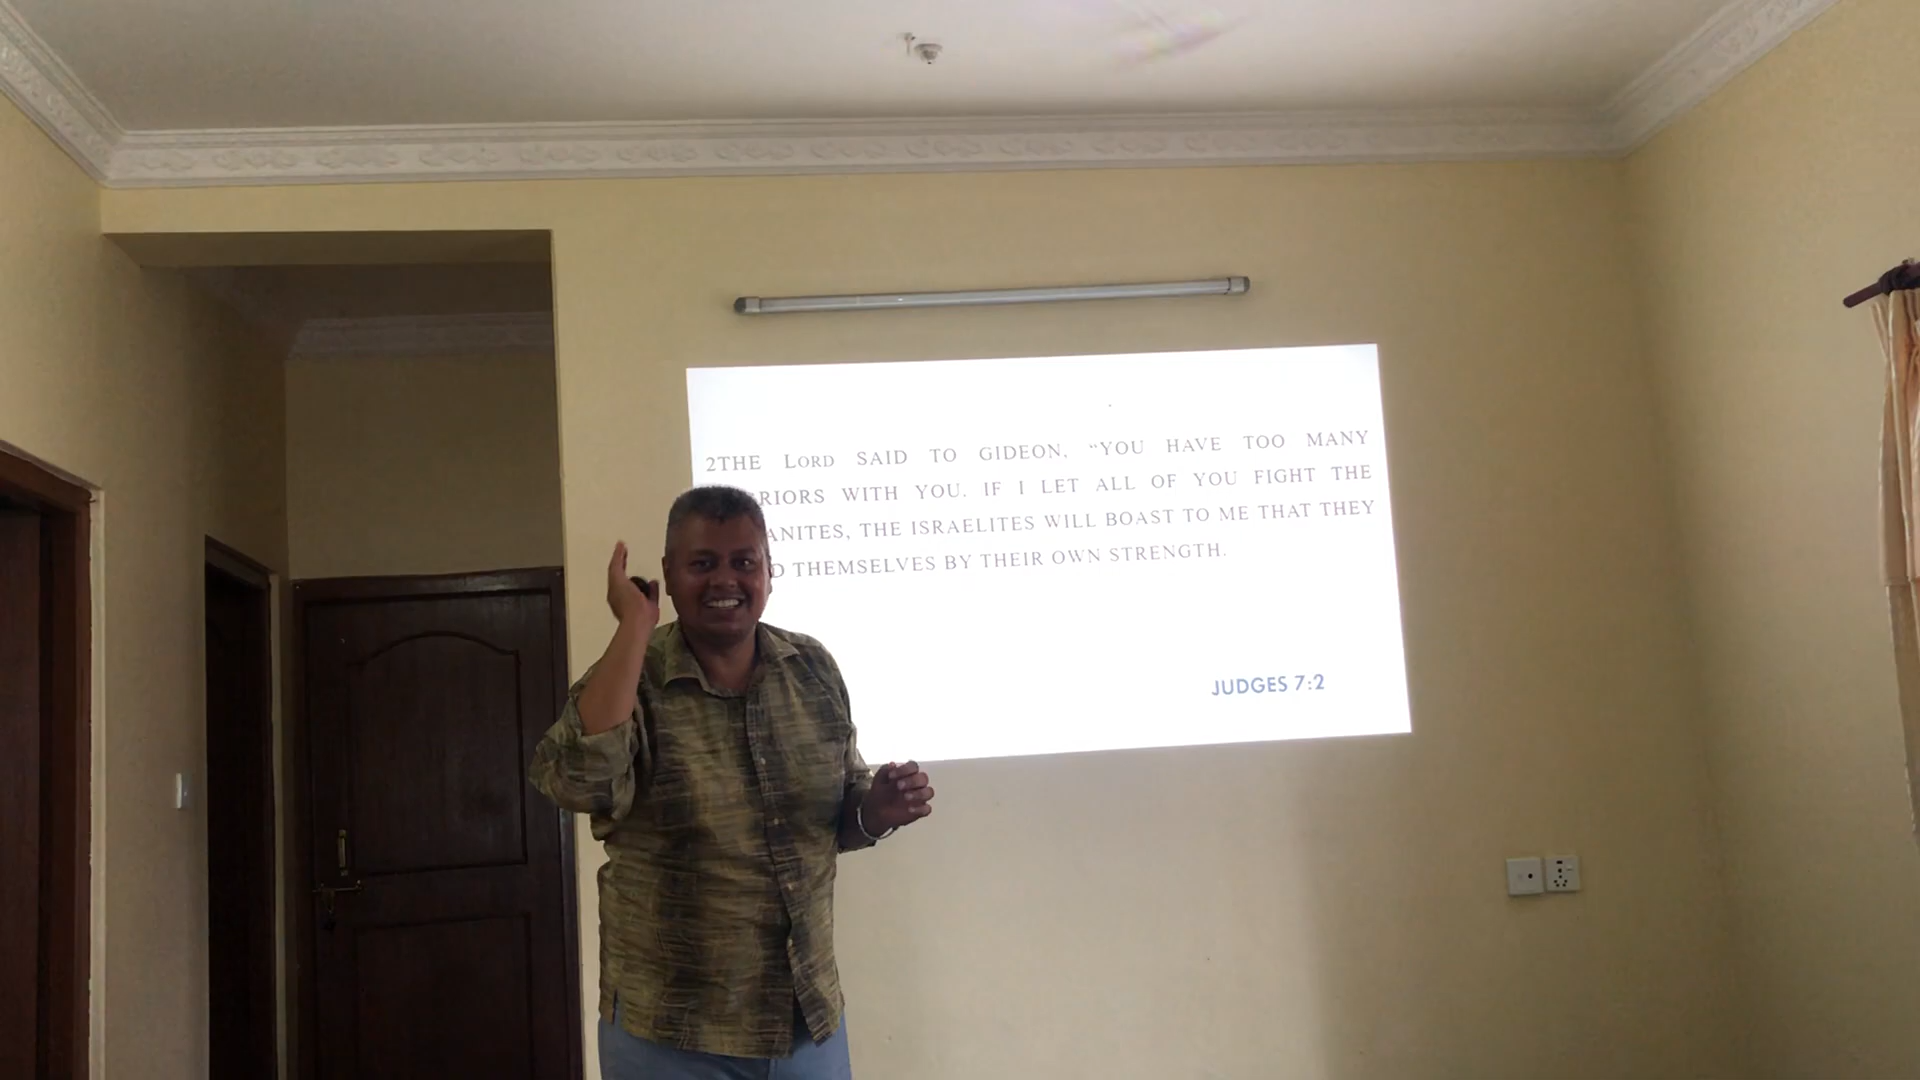 2THE LORD SAID TO GIDEON, “YOU HAVE TOO MANY
RIORS WITH YOU. IF I LET ALL OF YOU FIGHT THE
ANITES, THE ISRAELITES WILL BOAST TO ME THAT THEY
D THEMSELVES BY THEIR OWN STRENGTH.
JUDGES 7:2